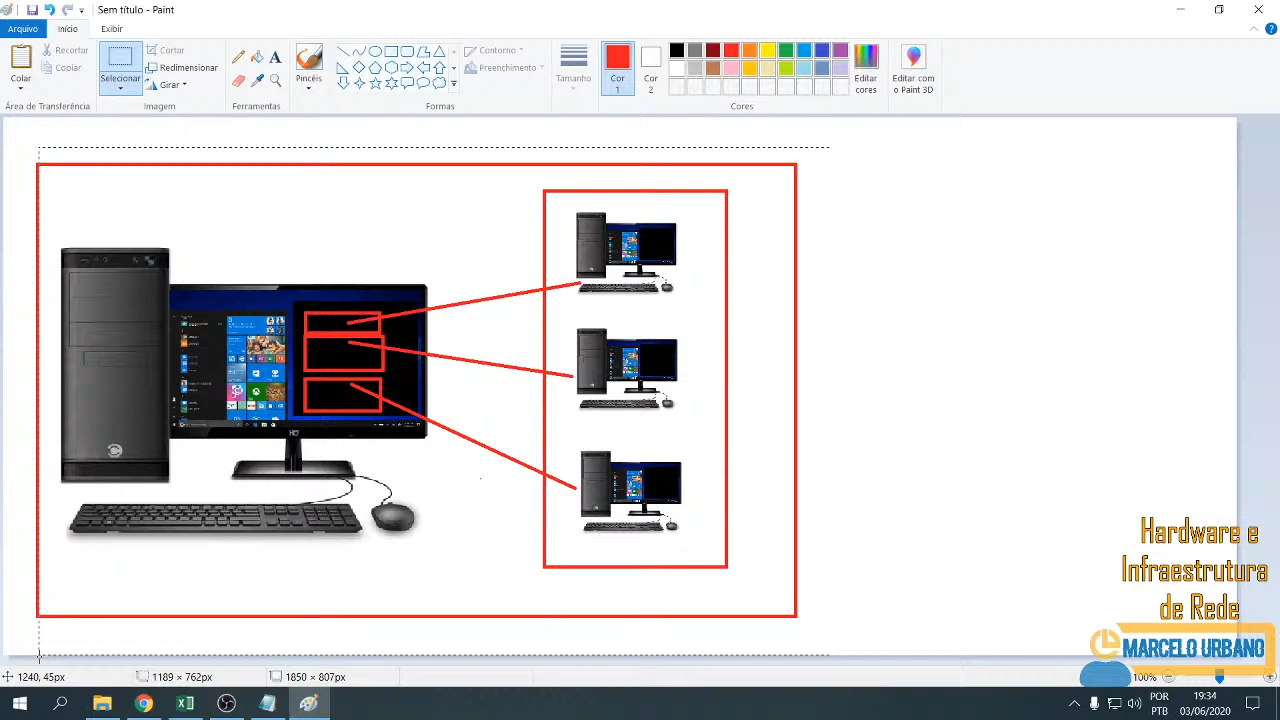 Sem título - Paint
Arquivo
Início
Exibir
Colar
Recortar
Copiar
Área de Transferência
Selecionar
Cortar
Redimensionar
Girar
Imagem
Ferramentas
Pincéis
Formas
Contorno
Preenchimento
Tamanho
Cor
1
Cor
2
Cores
Editar
cores
Editar com
o Paint 3D
Hardware e
Infraestrutura
de Rede
MARCELO URBANO
1240, 45px
1189 × 762px
1850 × 807px
100%
POR
PTB
19:34
03/06/2020